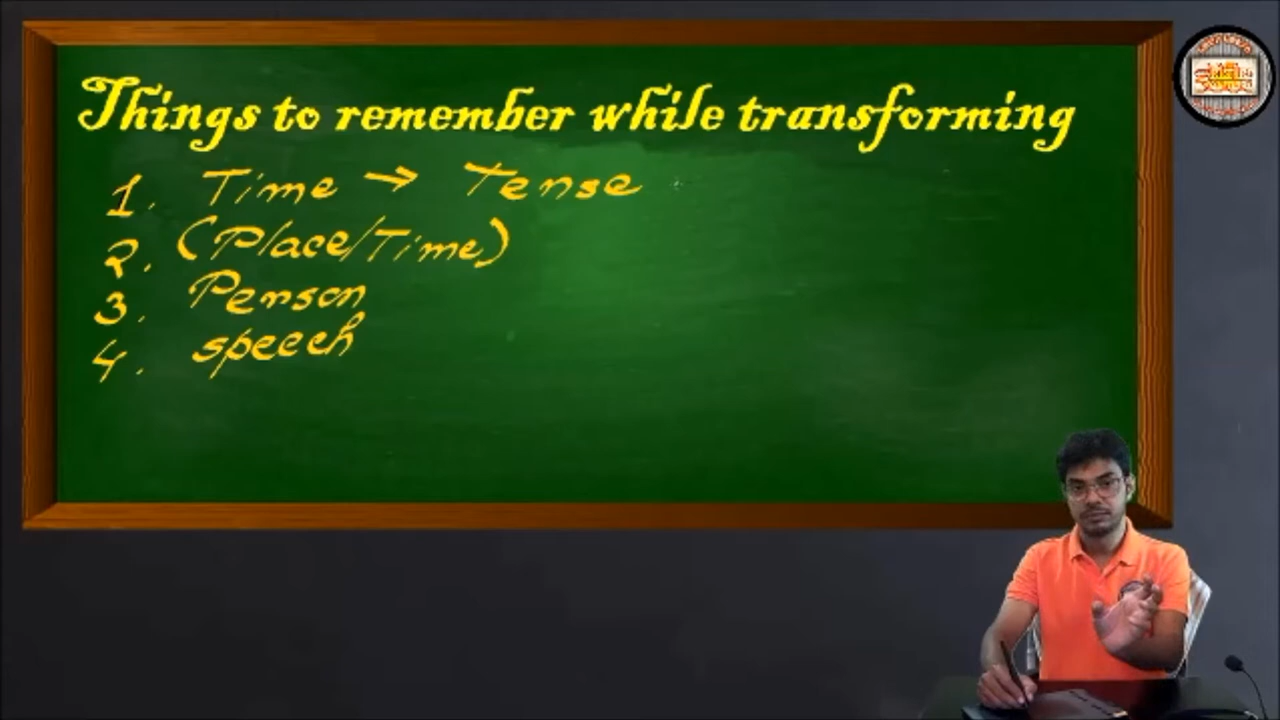 Things to remember while transforming
1. Time → Tense
2. (Place/Time)
3. Person
4. speech